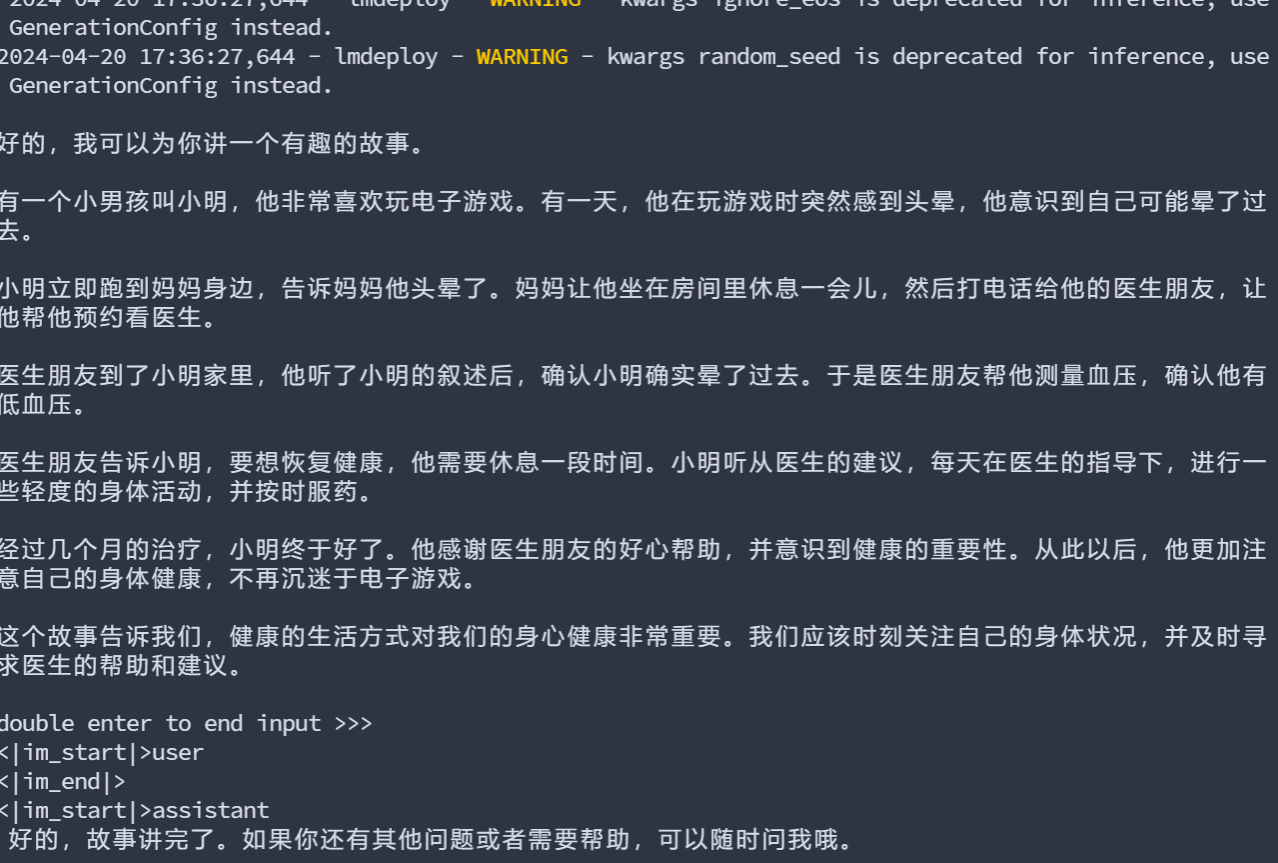 2024-04-20 17:36:27,644 - lmdeploy - WARNING - kwargs ignore_eos is deprecated for inference, use
GenerationConfig instead.
2024-04-20 17:36:27,644 - lmdeploy - WARNING - kwargs random_seed is deprecated for inference, use
GenerationConfig instead.
好的，我可以为你讲一个有趣的故事。
有一个小男孩叫小明，他非常喜欢玩电子游戏。有一天，他在玩游戏时突然感到头晕，他意识到自己可能晕了过
去。
小明立即跑到妈妈身边，告诉妈妈他头晕了。妈妈让他坐在房间里休息一会儿，然后打电话给他的医生朋友，让
他帮他预约看医生。
医生朋友到了小明家里，他听了小明的叙述后，确认小明确实晕了过去。于是医生朋友帮他测量血压，确认他有
低血压。
医生朋友告诉小明，要想恢复健康，他需要休息一段时间。小明听从医生的建议，每天在医生的指导下，进行一
些轻度的身体活动，并按时服药。
经过几个月的治疗，小明终于好了。他感谢医生朋友的好心帮助，并意识到健康的重要性。从此以后，他更加注
意自己的身体健康，不再沉迷于电子游戏。
这个故事告诉我们，健康的生活方式对我们的身心健康非常重要。我们应该时刻关注自己的身体状况，并及时寻
求医生的帮助和建议。
double enter to end input >>>
<|im_start|>user
<|im_end|>
<|im_start|>assistant
好的，故事讲完了。如果你还有其他问题或者需要帮助，可以随时问我哦。